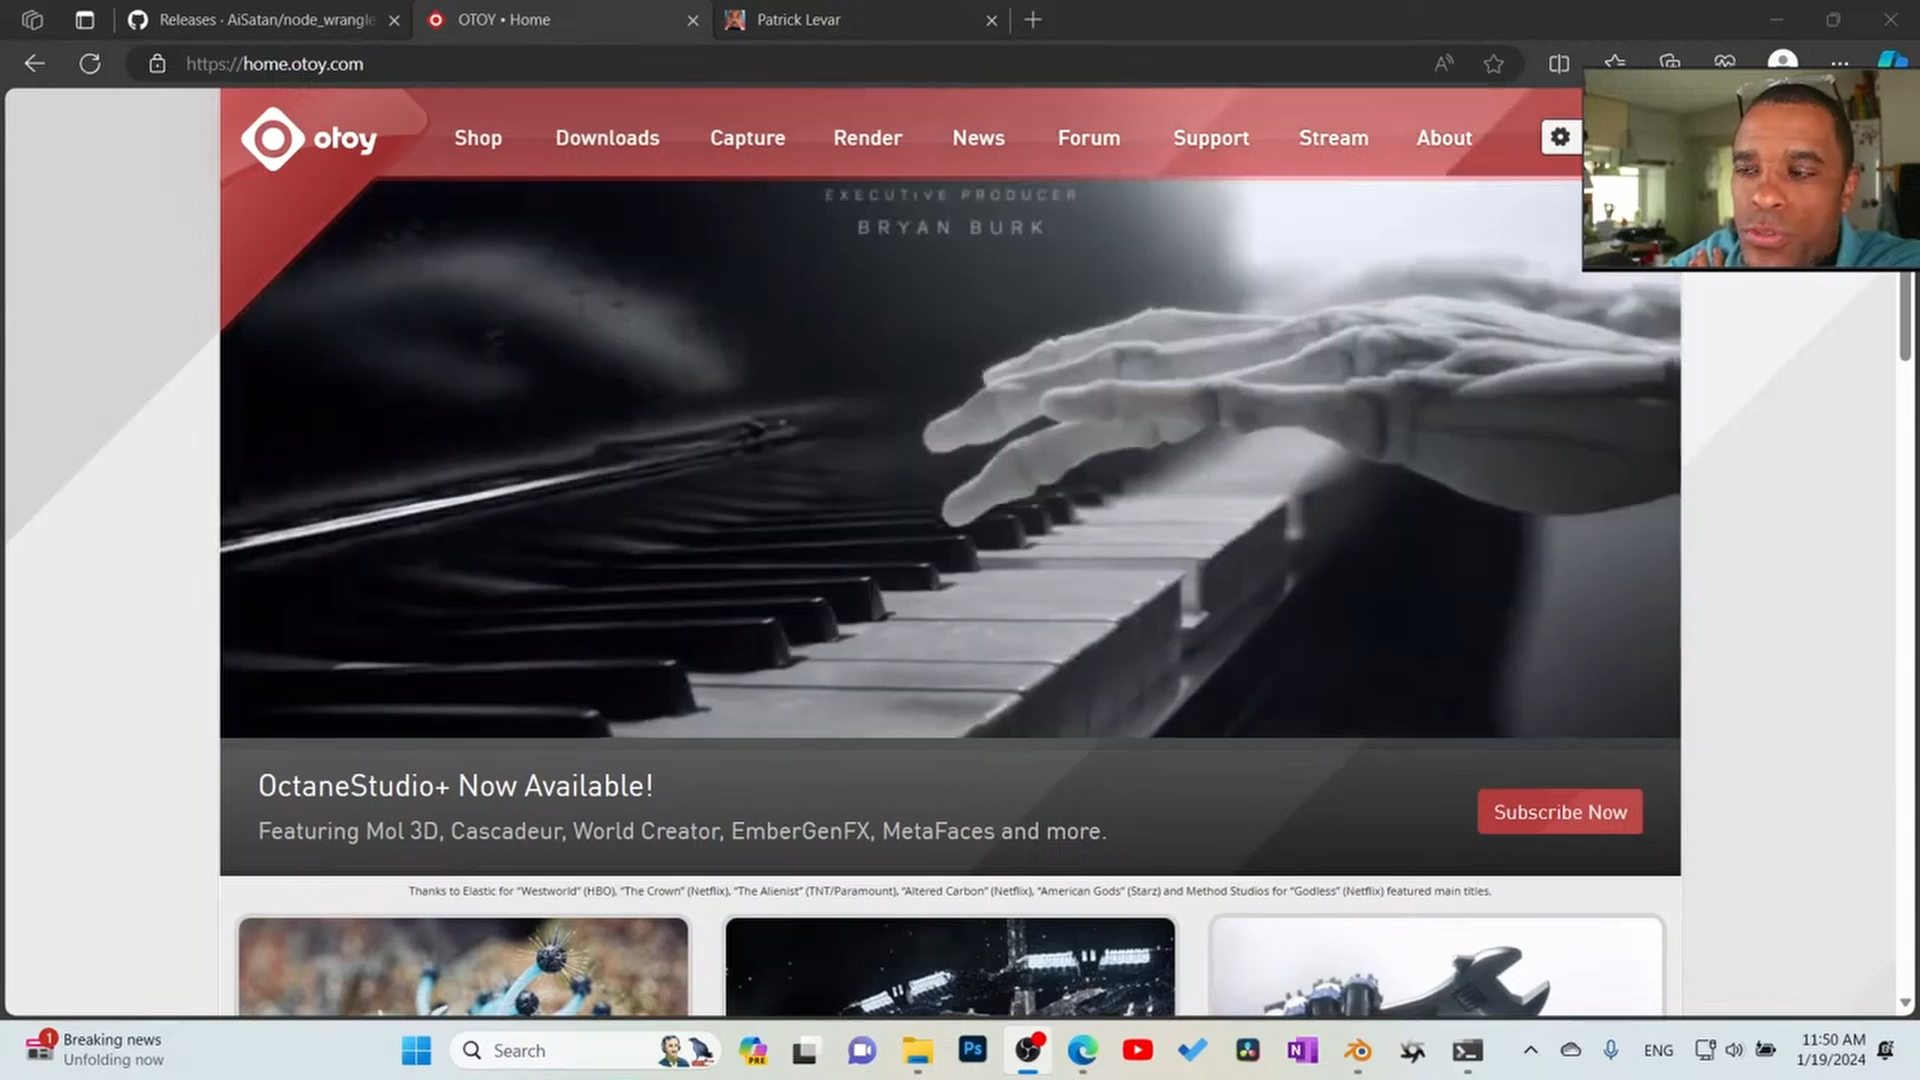 Releases · AiSatan/node_wrangle
OTOY • Home
Patrick Levar
https://home.otoy.com
otoy
Shop
Downloads
Capture
Render
News
Forum
Support
Stream
About
EXECUTIVE PRODUCER
BRYAN BURK
OctaneStudio+ Now Available!
Featuring Mol 3D, Cascadeur, World Creator, EmberGenFX, MetaFaces and more.
Subscribe Now
Thanks to Elastic for “Westworld” (HBO), “The Crown” (Netflix), “The Alienist” (TNT/Paramount), “Altered Carbon” (Netflix), “American Gods” (Starz) and Method Studios for “Godless” (Netflix) featured main titles.
1
Breaking news
Unfolding now
Search
PRE
Ps
N
ENG
11:50 AM
1/19/2024